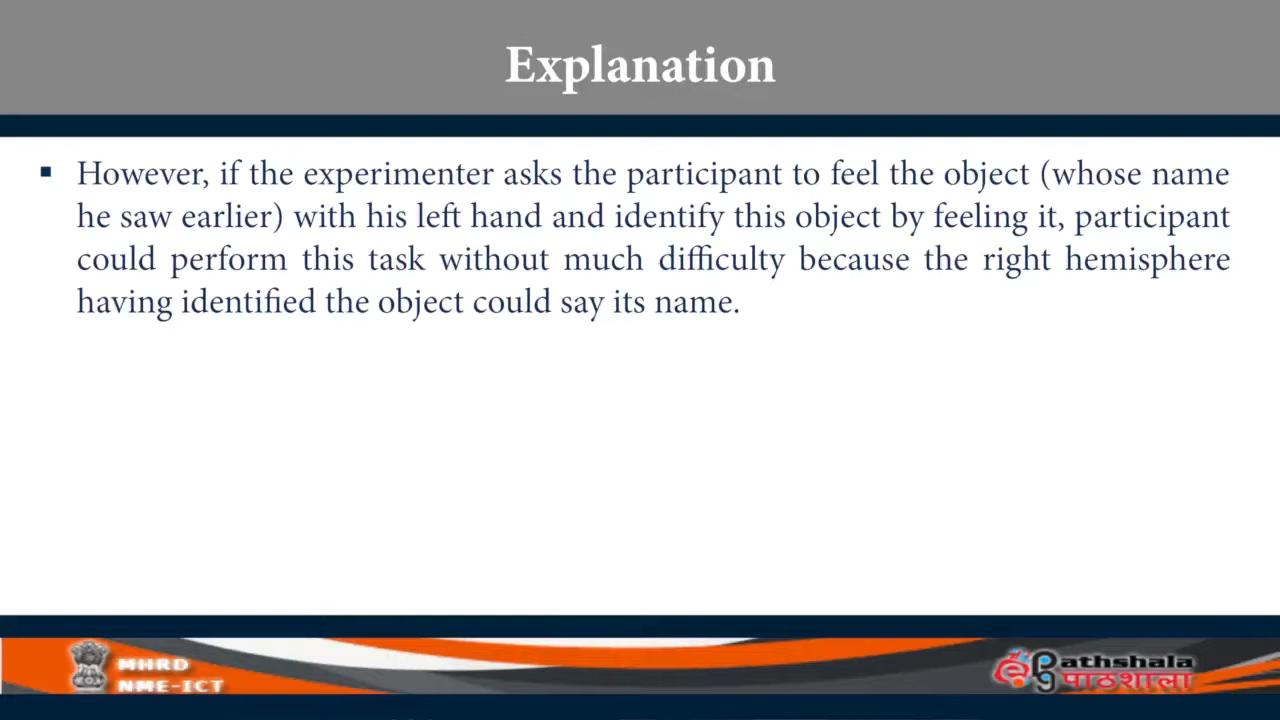 Explanation
▪ However, if the experimenter asks the participant to feel the object (whose name
he saw earlier) with his left hand and identify this object by feeling it, participant
could perform this task without much difficulty because the right hemisphere
having identified the object could say its name.
MHRD
NME-ICT
Pathshala
पाठशाला